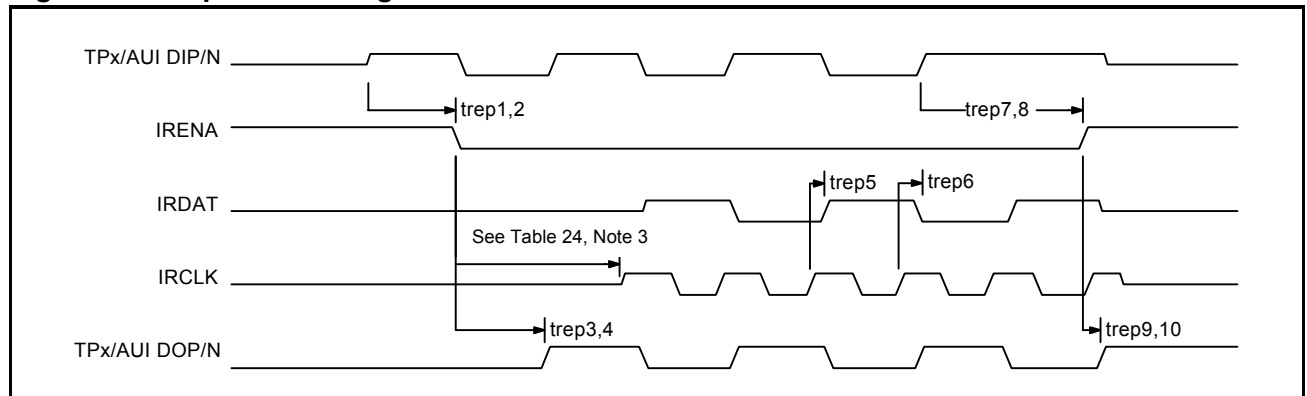 TPx/AUI DIP/N
trep1,2
trep7,8
IRENA
trep5
trep6
IRDAT
See Table 24, Note 3
IRCLK
trep3,4
trep9,10
TPx/AUI DOP/N